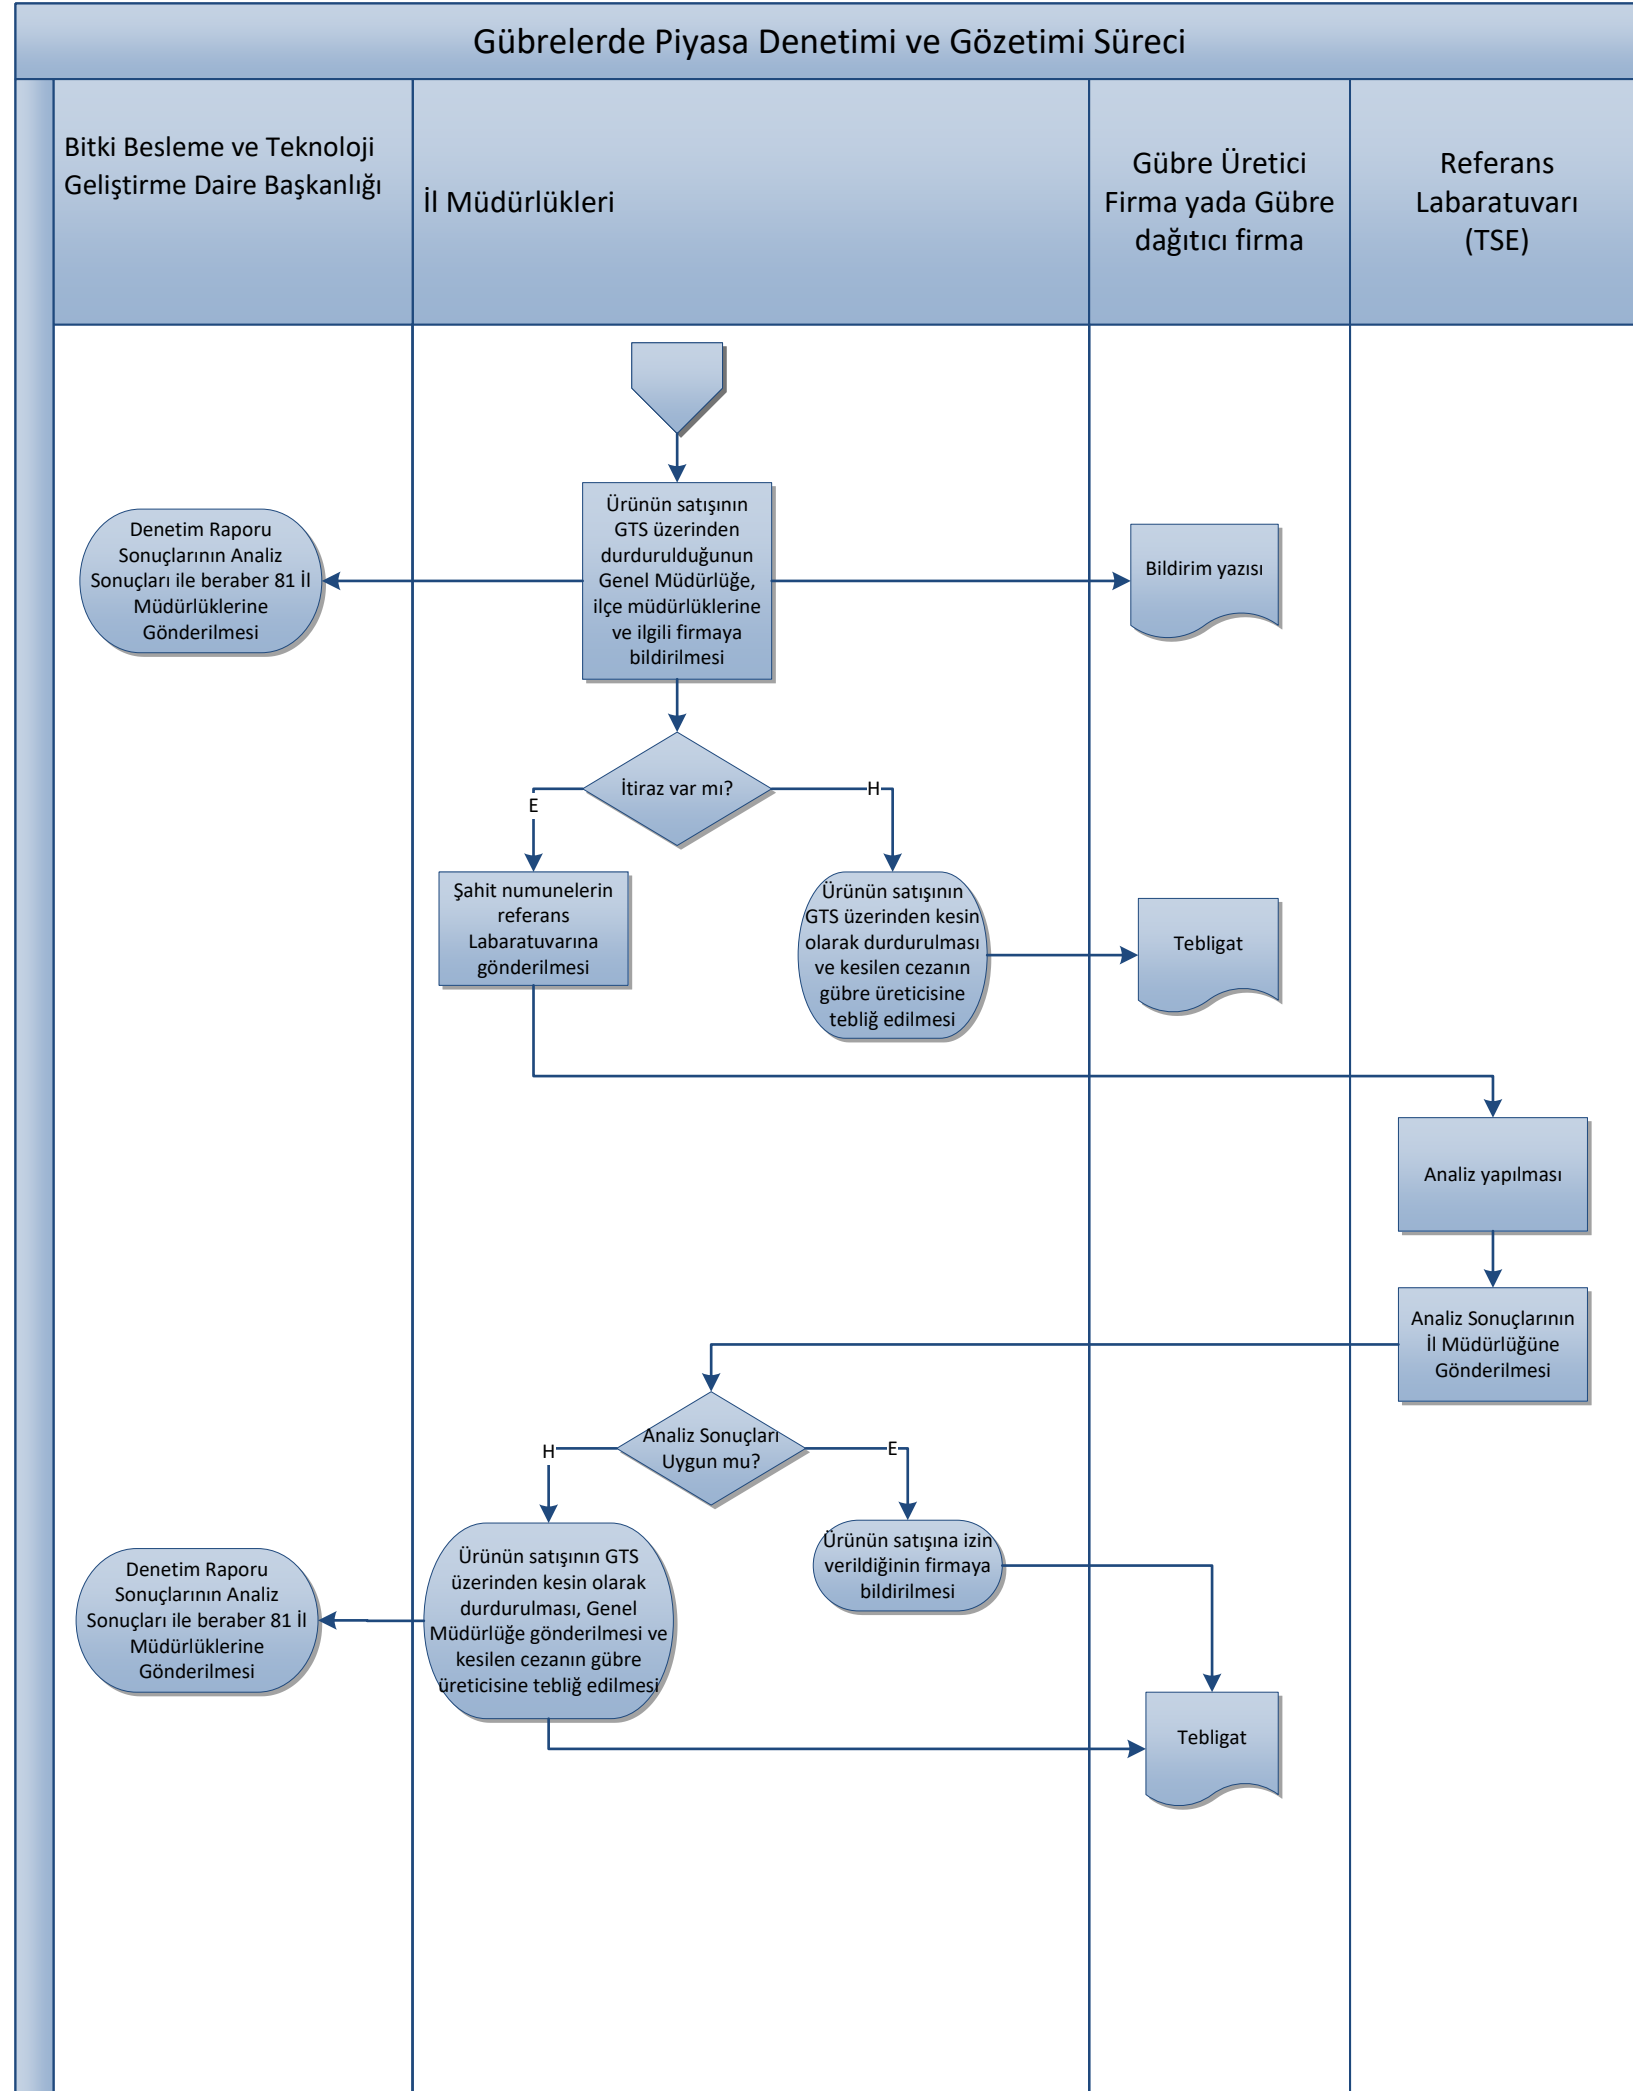 Gübrelerde Piyasa Denetimi ve Gözetimi Süreci
Bitki Besleme ve Teknoloji
Geliştirme Daire Başkanlığı
İl Müdürlükleri
Gübre Üretici
Firma yada Gübre
dağıtıcı firma
Referans
Labaratuvarı
(TSE)
Denetim Raporu
Sonuçlarının Analiz
Sonuçları ile beraber 81 İl
Müdürlüklerine
Gönderilmesi
Ürünün satışının
GTS üzerinden
durdurulduğunun
Genel Müdürlüğe,
ilçe müdürlüklerine
ve ilgili firmaya
bildirilmesi
Bildirim yazısı
İtiraz var mı?
E
H
Şahit numunelerin
referans
Labaratuvarına
gönderilmesi
Ürünün satışının
GTS üzerinden kesin
olarak durdurulması
ve kesilen cezanın
gübre üreticisine
tebliğ edilmesi
Tebligat
Analiz yapılması
Analiz Sonuçlarının
İl Müdürlüğüne
Gönderilmesi
Analiz Sonuçları
Uygun mu?
H
E
Denetim Raporu
Sonuçlarının Analiz
Sonuçları ile beraber 81 İl
Müdürlüklerine
Gönderilmesi
Ürünün satışının GTS
üzerinden kesin olarak
durdurulması, Genel
Müdürlüğe gönderilmesi ve
kesilen cezanın gübre
üreticisine tebliğ edilmesi
Ürünün satışına izin
verildiğinin firmaya
bildirilmesi
Tebligat